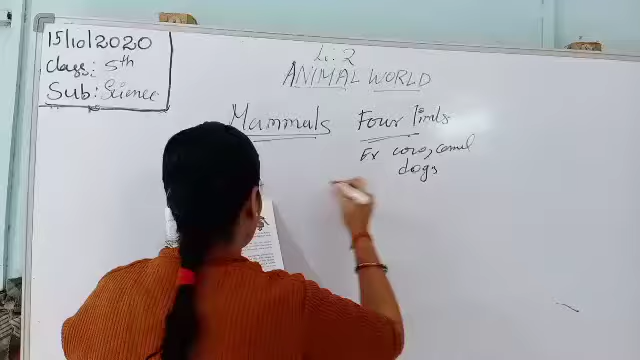 15/10/2020
Class: 5th
Sub: Science
L: 2
ANIMAL WORLD
Mammals Four limbs
Ex cow, camel
dogs